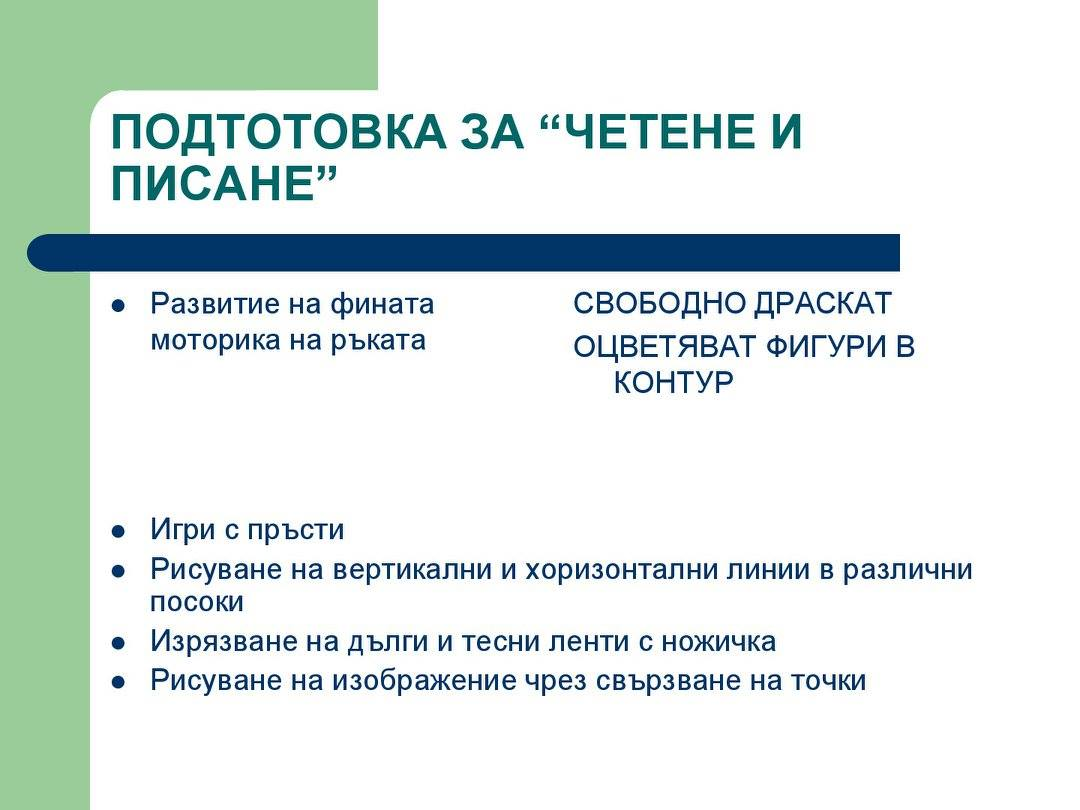 ПОДТОТОВКА ЗА “ЧЕТЕНЕ И
ПИСАНЕ”
Развитие на фината
моторика на ръката
СВОБОДНО ДРАСКАТ
ОЦВЕТЯВАТ ФИГУРИ В
КОНТУР
Игри с пръсти
Рисуване на вертикални и хоризонтални линии в различни
посоки
Изрязване на дълги и тесни ленти с ножичка
Рисуване на изображение чрез свързване на точки